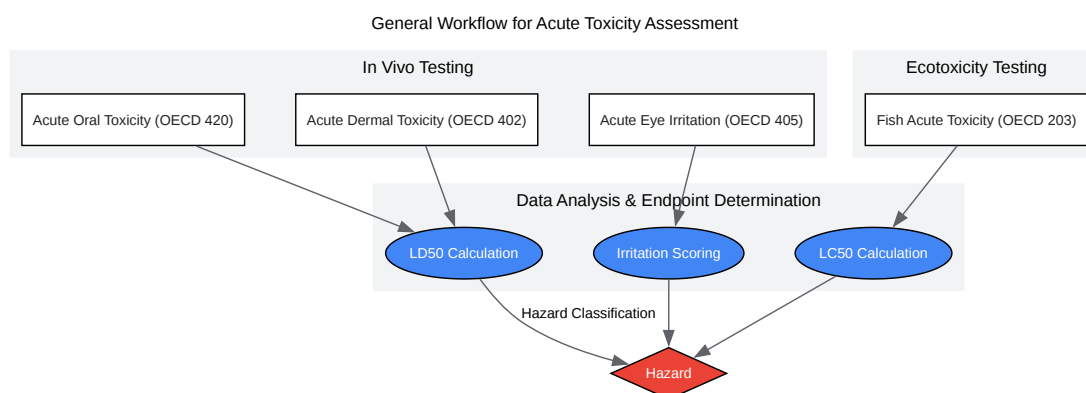 General Workflow for Acute Toxicity Assessment
In Vivo Testing
Ecotoxicity Testing
Acute Oral Toxicity (OECD 420)
Acute Dermal Toxicity (OECD 402)
Acute Eye Irritation (OECD 405)
Fish Acute Toxicity (OECD 203)
Data Analysis & Endpoint Determination
LD50 Calculation
Irritation Scoring
LC50 Calculation
Hazard Classification
Hazard